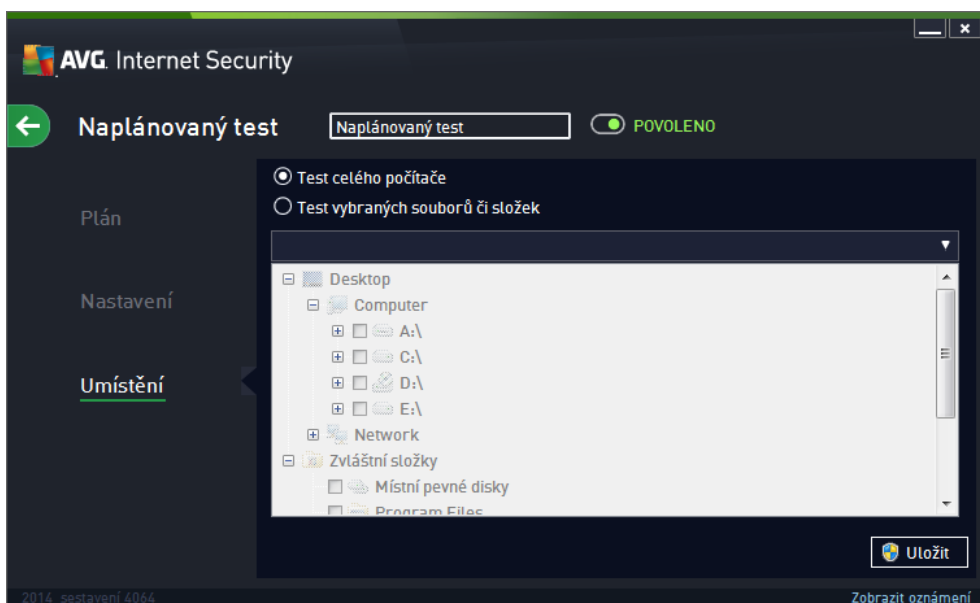 AVG. Internet Security
Naplánovaný test
Naplánovaný test
POVOLENO
Plán
Nastavení
Umístění
Test celého počítače
Test vybraných souborů či složek
Desktop
Computer
A:\
C:\
D:\
E:\
Network
Zvláštní složky
Místní pevné disky
Program Files
Uložit
2014 sestavení 4064
Zobrazit oznámení